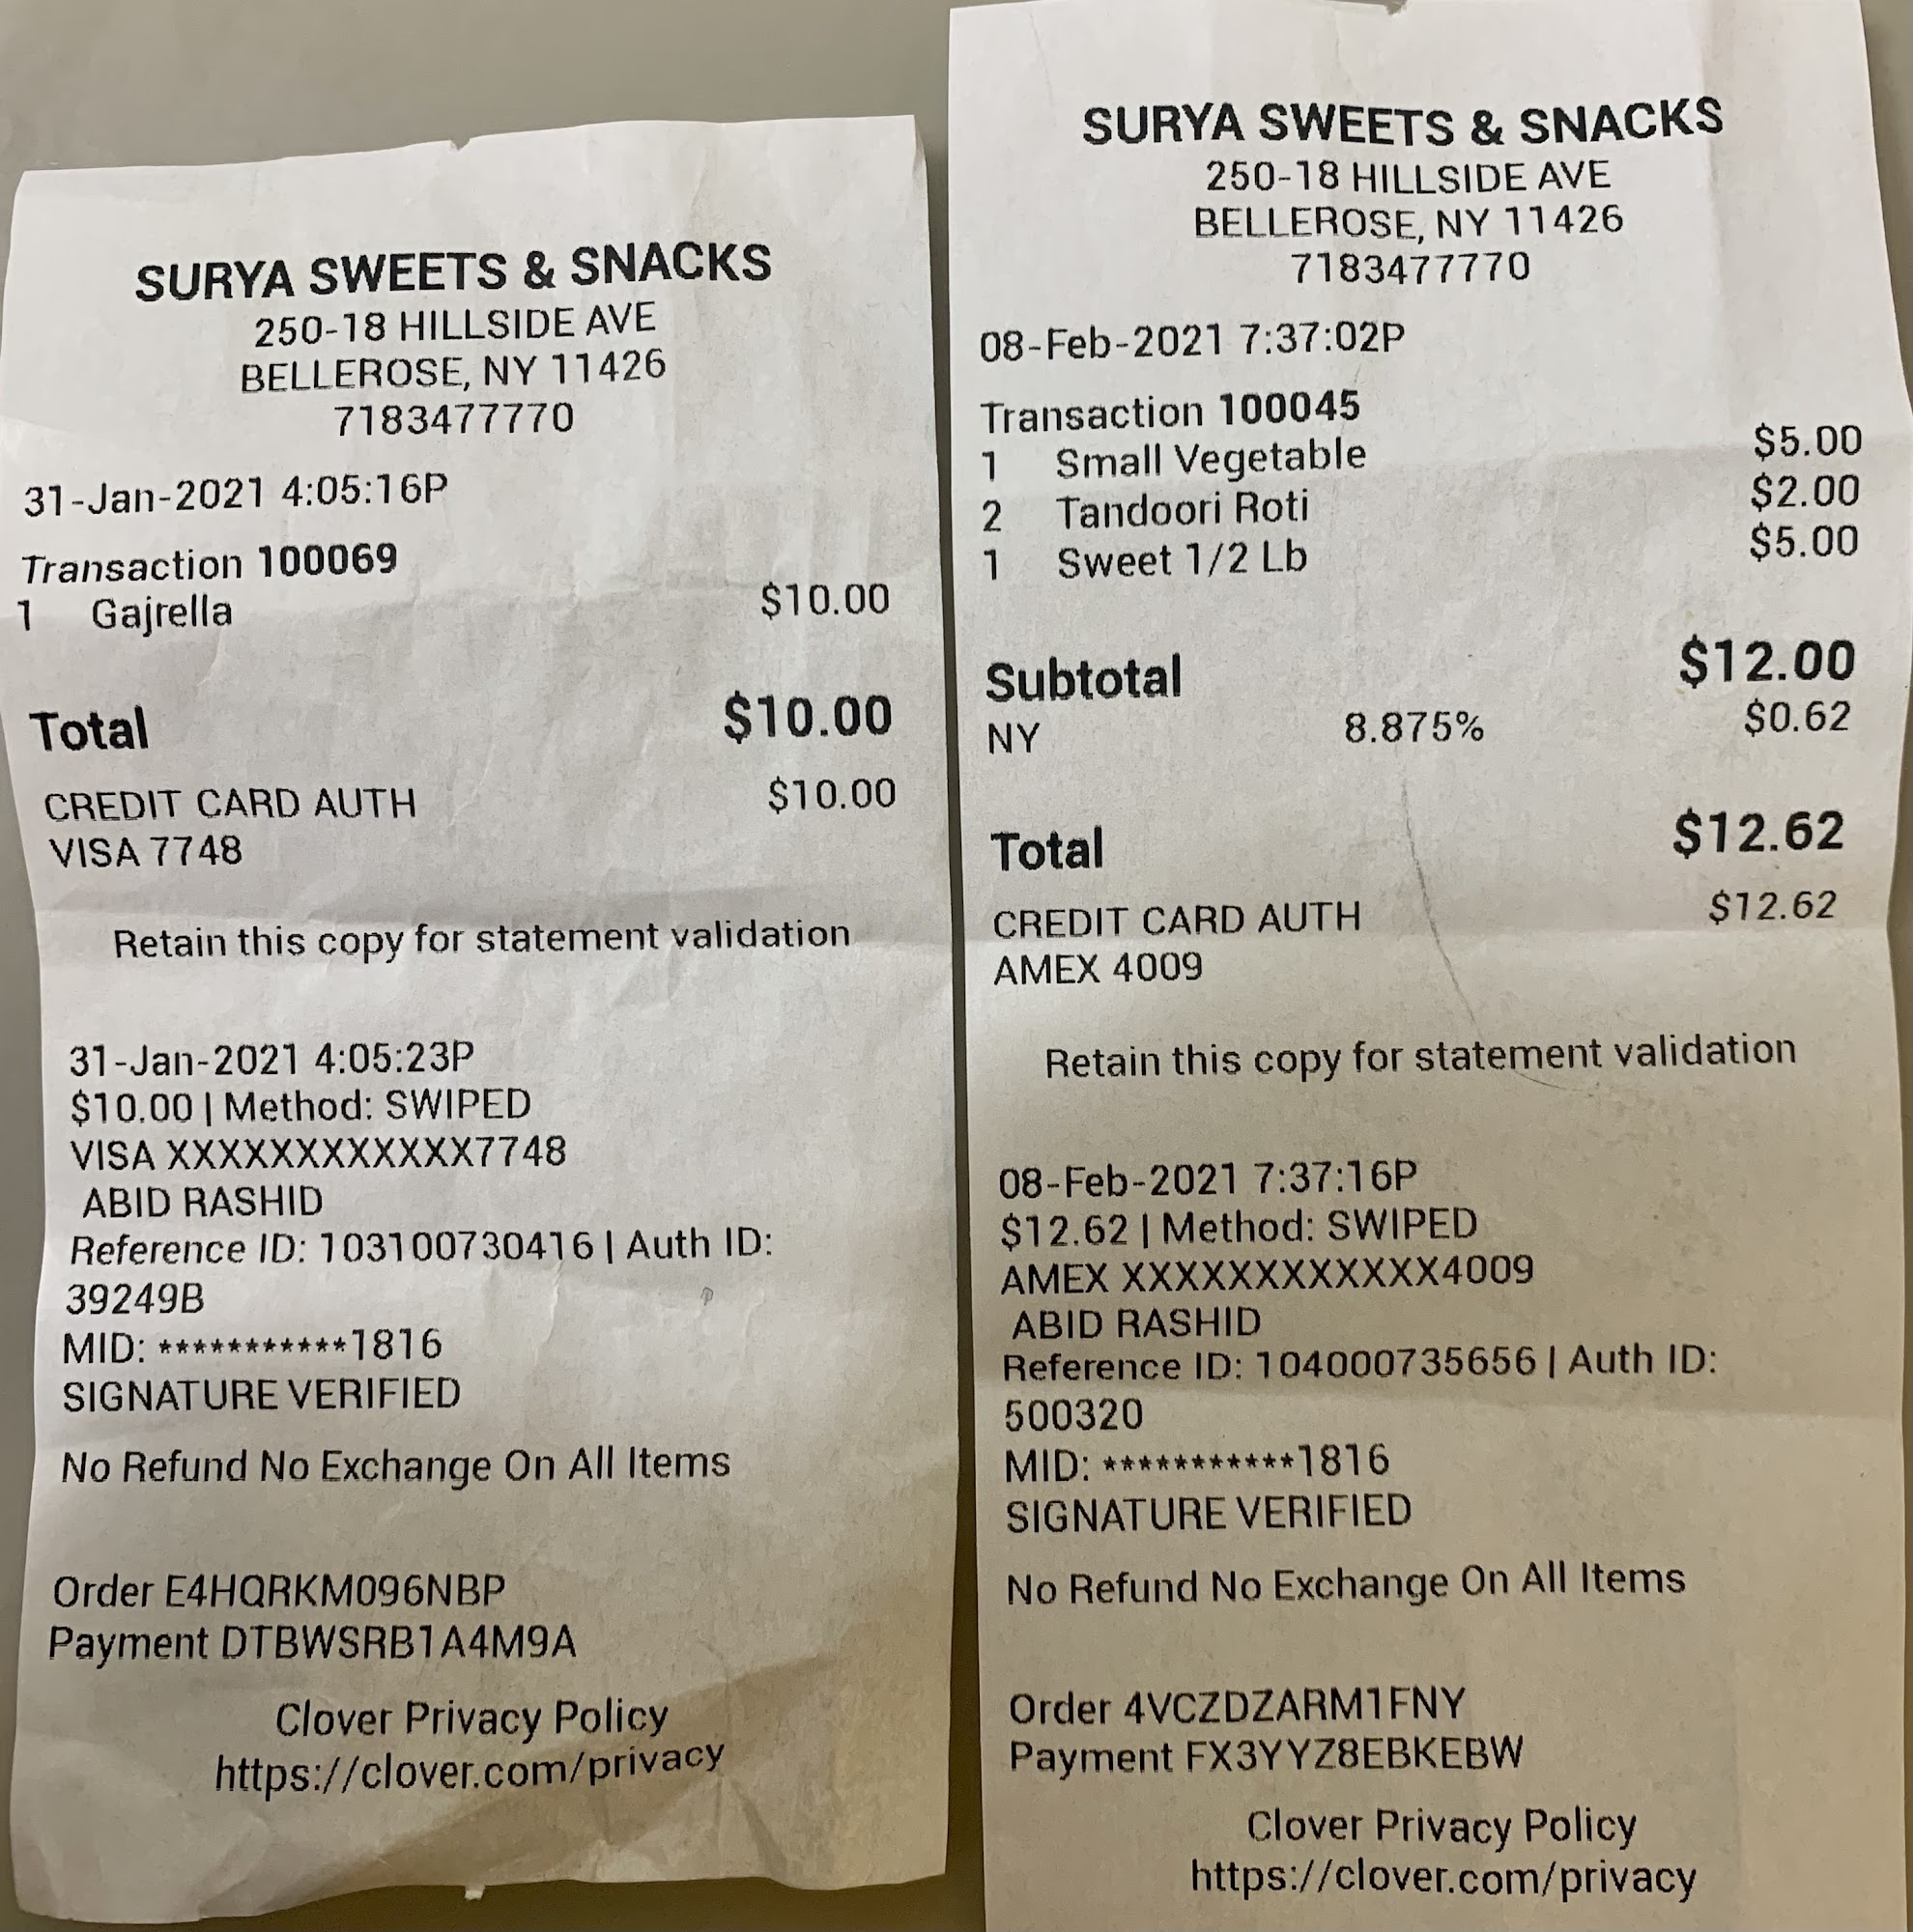 SURYA SWEETS & SNACKS
250-18 HILLSIDE AVE
BELLEROSE, NY 11426
7183477770
31-Jan-2021 4:05:16P
Transaction 100069
1 Gajrella $10.00
Total $10.00
CREDIT CARD AUTH $10.00
VISA 7748
Retain this copy for statement validation
31-Jan-2021 4:05:23P
$10.00 | Method: SWIPED
VISA XXXXXXXXXXXX7748
ABID RASHID
Reference ID: 103100730416 | Auth ID:
39249B
MID: ***********1816
SIGNATURE VERIFIED
No Refund No Exchange On All Items
Order E4HQRKM096NBP
Payment DTBWSRB1A4M9A
Clover Privacy Policy
https://clover.com/privacy
SURYA SWEETS & SNACKS
250-18 HILLSIDE AVE
BELLEROSE, NY 11426
7183477770
08-Feb-2021 7:37:02P
Transaction 100045
1 Small Vegetable $5.00
2 Tandoori Roti $2.00
1 Sweet 1/2 Lb $5.00
Subtotal $12.00
NY 8.875% $0.62
Total $12.62
CREDIT CARD AUTH $12.62
AMEX 4009
Retain this copy for statement validation
08-Feb-2021 7:37:16P
$12.62 | Method: SWIPED
AMEX XXXXXXXXXXXX4009
ABID RASHID
Reference ID: 104000735656 | Auth ID:
500320
MID: ***********1816
SIGNATURE VERIFIED
No Refund No Exchange On All Items
Order 4VCZDZARM1FNY
Payment FX3YYZ8EBKEBW
Clover Privacy Policy
https://clover.com/privacy